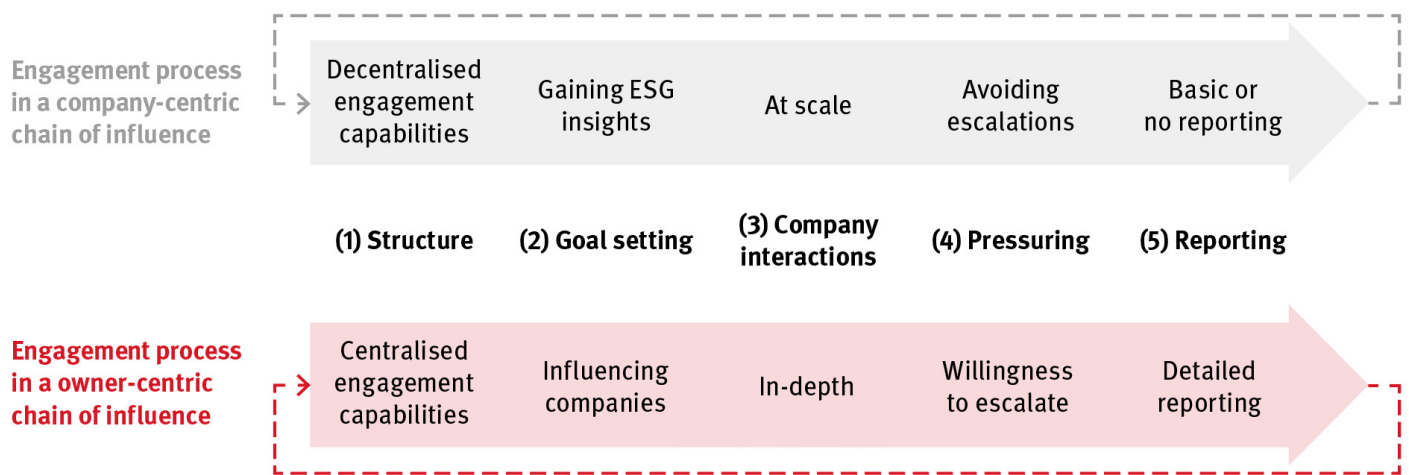 Engagement process
in a company-centric
chain of influence
Decentralised
engagement
capabilities
Gaining ESG
insights
At scale
Avoiding
escalations
Basic or
no reporting
(1) Structure
(2) Goal setting
(3) Company
interactions
(4) Pressuring
(5) Reporting
Engagement process
in a owner-centric
chain of influence
Centralised
engagement
capabilities
Influencing
companies
In-depth
Willingness
to escalate
Detailed
reporting